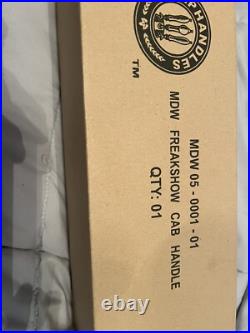 HANDLES
TM
MDW 05 - 0001 - 01
MDW FREAKSHOW CAB HANDLE
QTY: 01